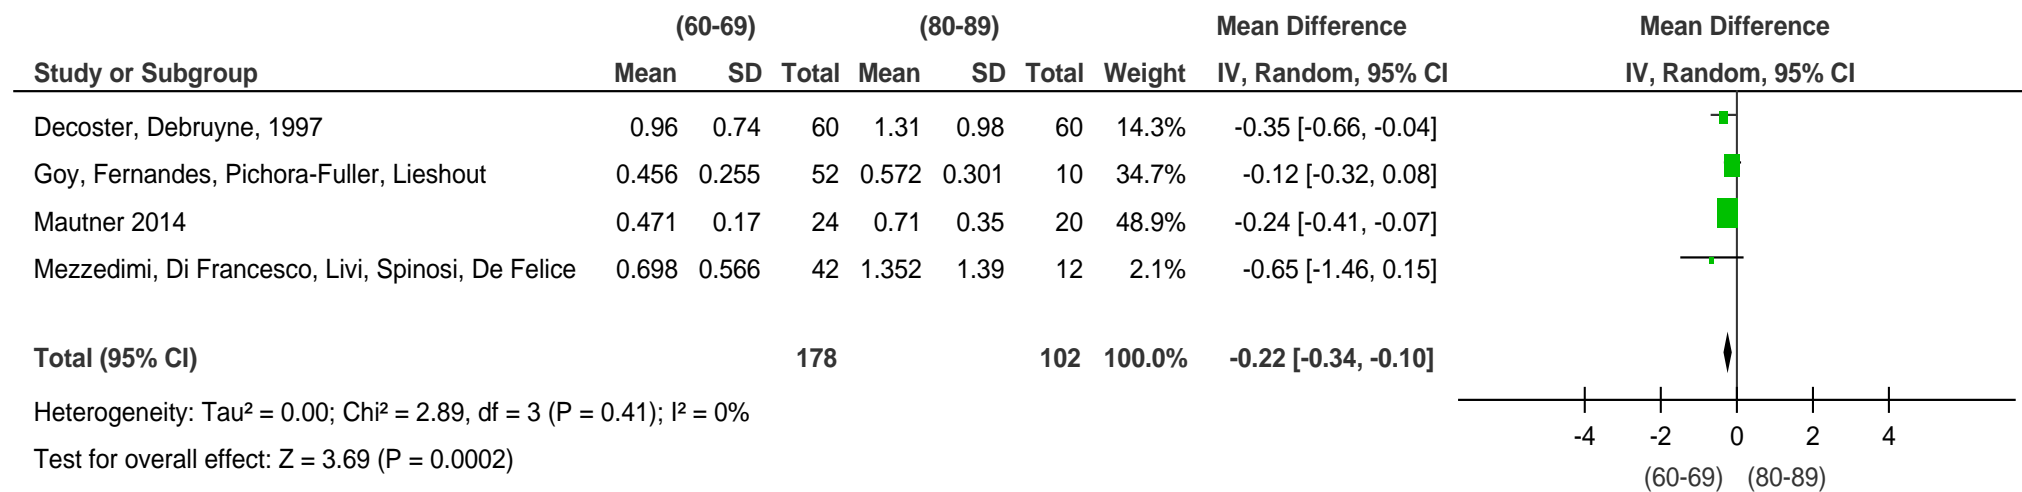 (60-69) (80-89) Mean Difference Mean Difference
Study or Subgroup Mean SD Total Mean SD Total Weight IV, Random, 95% CI IV, Random, 95% CI
Decoster, Debruyne, 1997 0.96 0.74 60 1.31 0.98 60 14.3% -0.35 [-0.66, -0.04]
Goy, Fernandes, Pichora-Fuller, Lieshout 0.456 0.255 52 0.572 0.301 10 34.7% -0.12 [-0.32, 0.08]
Mautner 2014 0.471 0.17 24 0.71 0.35 20 48.9% -0.24 [-0.41, -0.07]
Mezzedimi, Di Francesco, Livi, Spinosi, De Felice 0.698 0.566 42 1.352 1.39 12 2.1% -0.65 [-1.46, 0.15]
Total (95% CI) 178 102 100.0% -0.22 [-0.34, -0.10]
Heterogeneity: Tau² = 0.00; Chi² = 2.89, df = 3 (P = 0.41); I² = 0%
Test for overall effect: Z = 3.69 (P = 0.0002)
-4 -2 0 2 4
(60-69) (80-89)